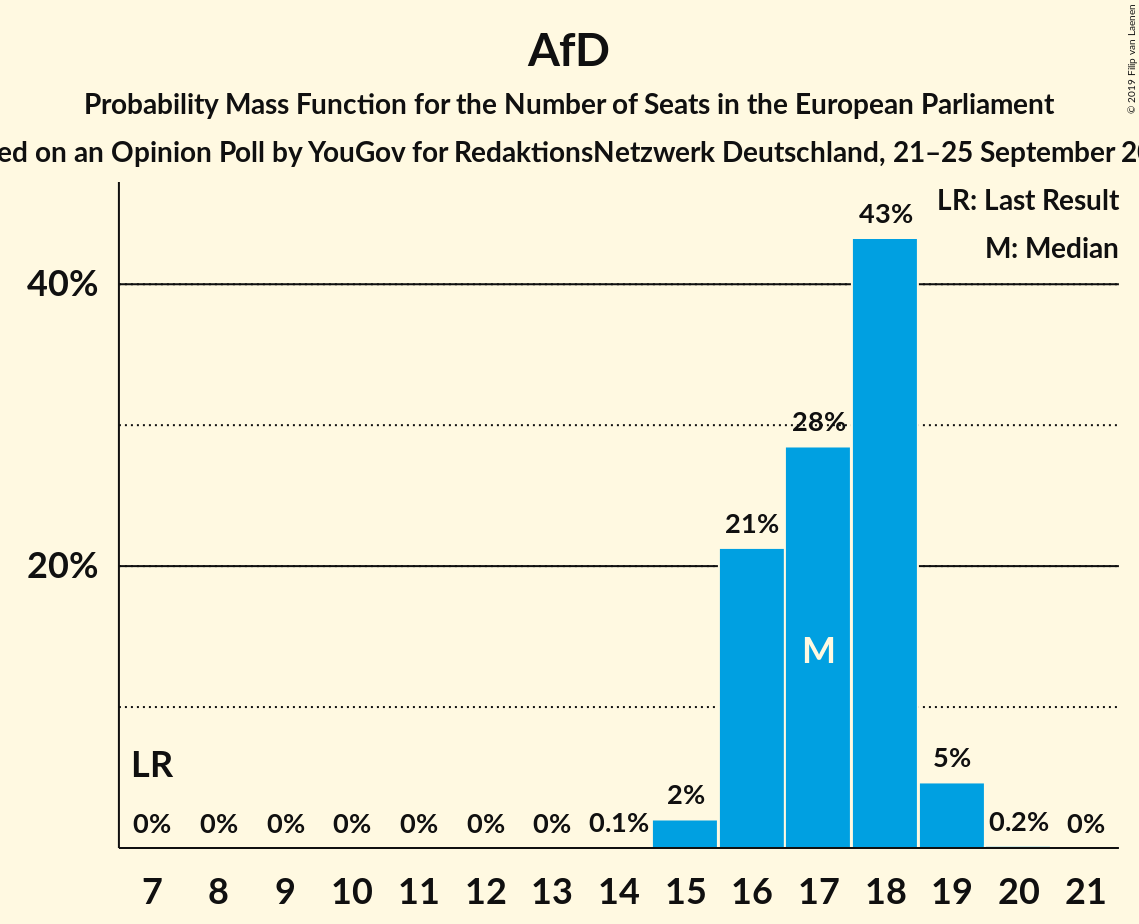 AfD
Probability Mass Function for the Number of Seats in the European Parliament
ed on an Opinion Poll by YouGov for RedaktionsNetzwerk Deutschland, 21–25 September 20
© 2019 Filip van Laenen
LR: Last Result
M: Median
43%
40%
28%
21%
20%
M
LR
5%
2%
0% 0% 0% 0% 0% 0% 0% 0.1% 0.2% 0%
7 8 9 10 11 12 13 14 15 16 17 18 19 20 21